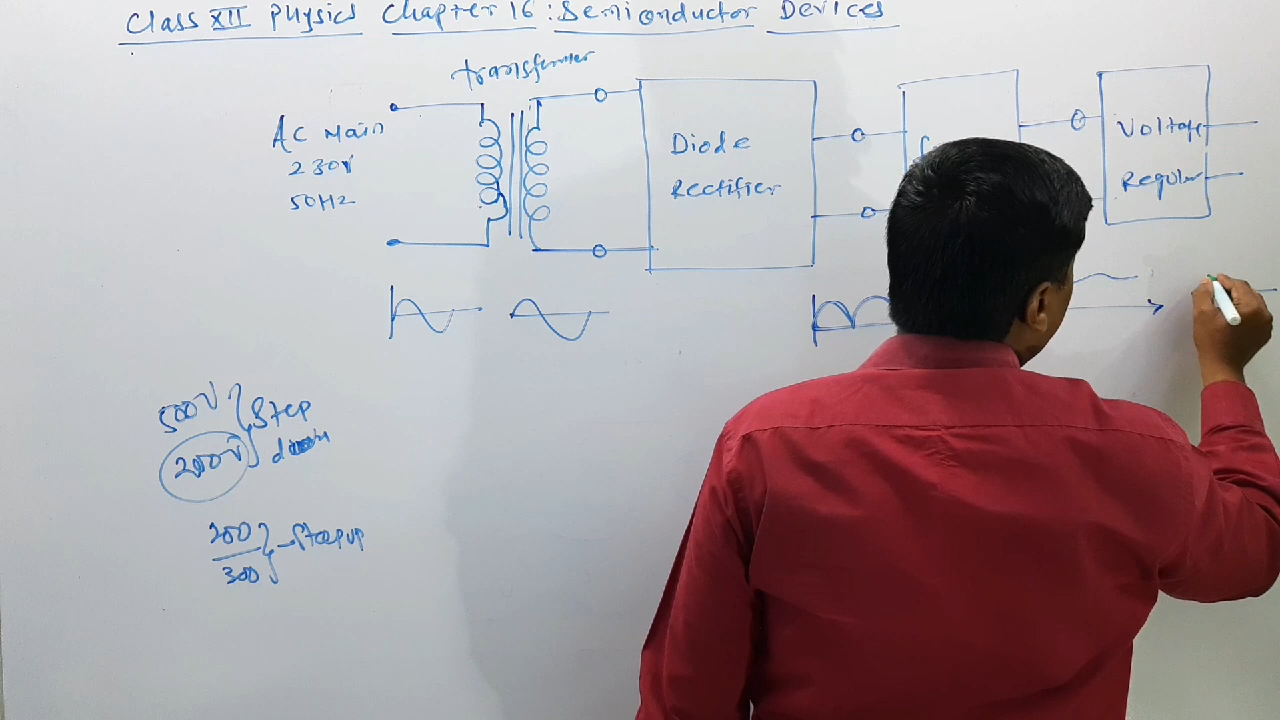 Class XII Physics Chapter 16 : Semiconductor Devices
transformer
AC Main
230V
50HZ
Diode
Rectifier
Voltage
Regular
500V
200V
Step
down
200
300
Step up